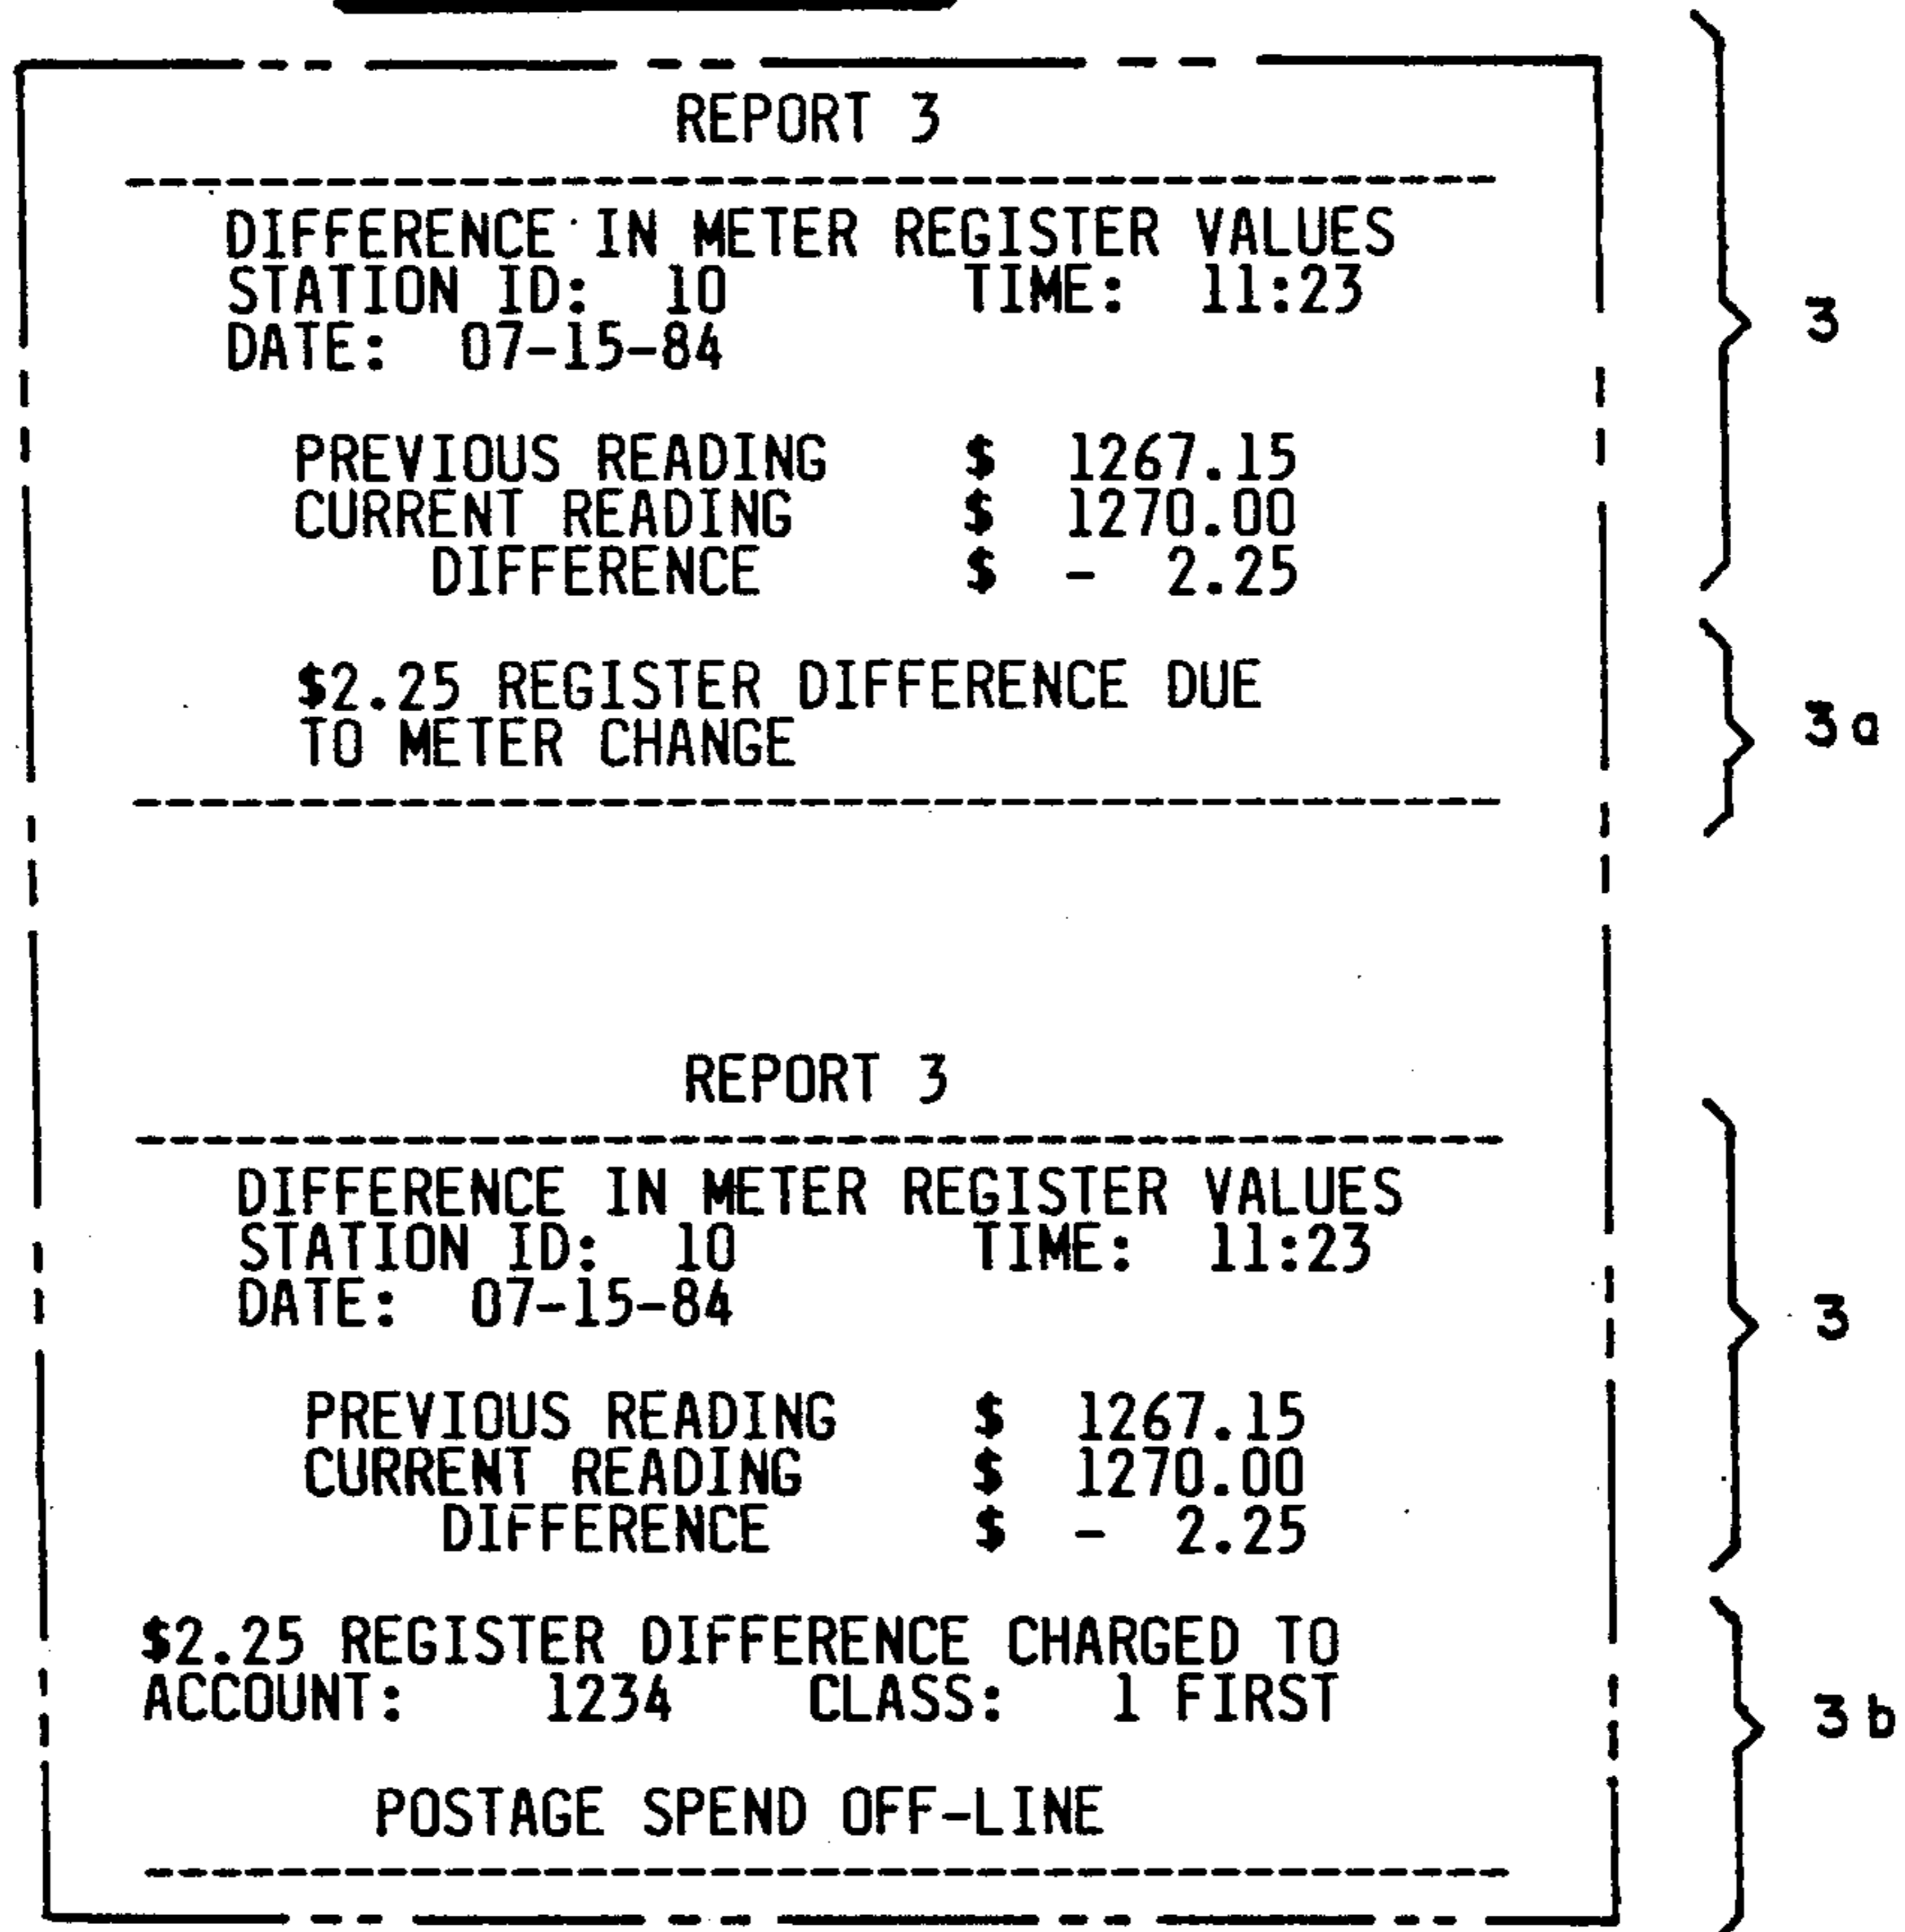 REPORT 3
DIFFERENCE IN METER REGISTER VALUES
STATION ID: 10 TIME: 11:23
DATE: 07-15-84
3
PREVIOUS READING $ 1267.15
CURRENT READING $ 1270.00
DIFFERENCE $ - 2.25
$2.25 REGISTER DIFFERENCE DUE
TO METER CHANGE
3a
REPORT 3
DIFFERENCE IN METER REGISTER VALUES
STATION ID: 10 TIME: 11:23
DATE: 07-15-84
3
PREVIOUS READING $ 1267.15
CURRENT READING $ 1270.00
DIFFERENCE $ - 2.25
$2.25 REGISTER DIFFERENCE CHARGED TO
ACCOUNT: 1234 CLASS: 1 FIRST
3b
POSTAGE SPEND OFF-LINE